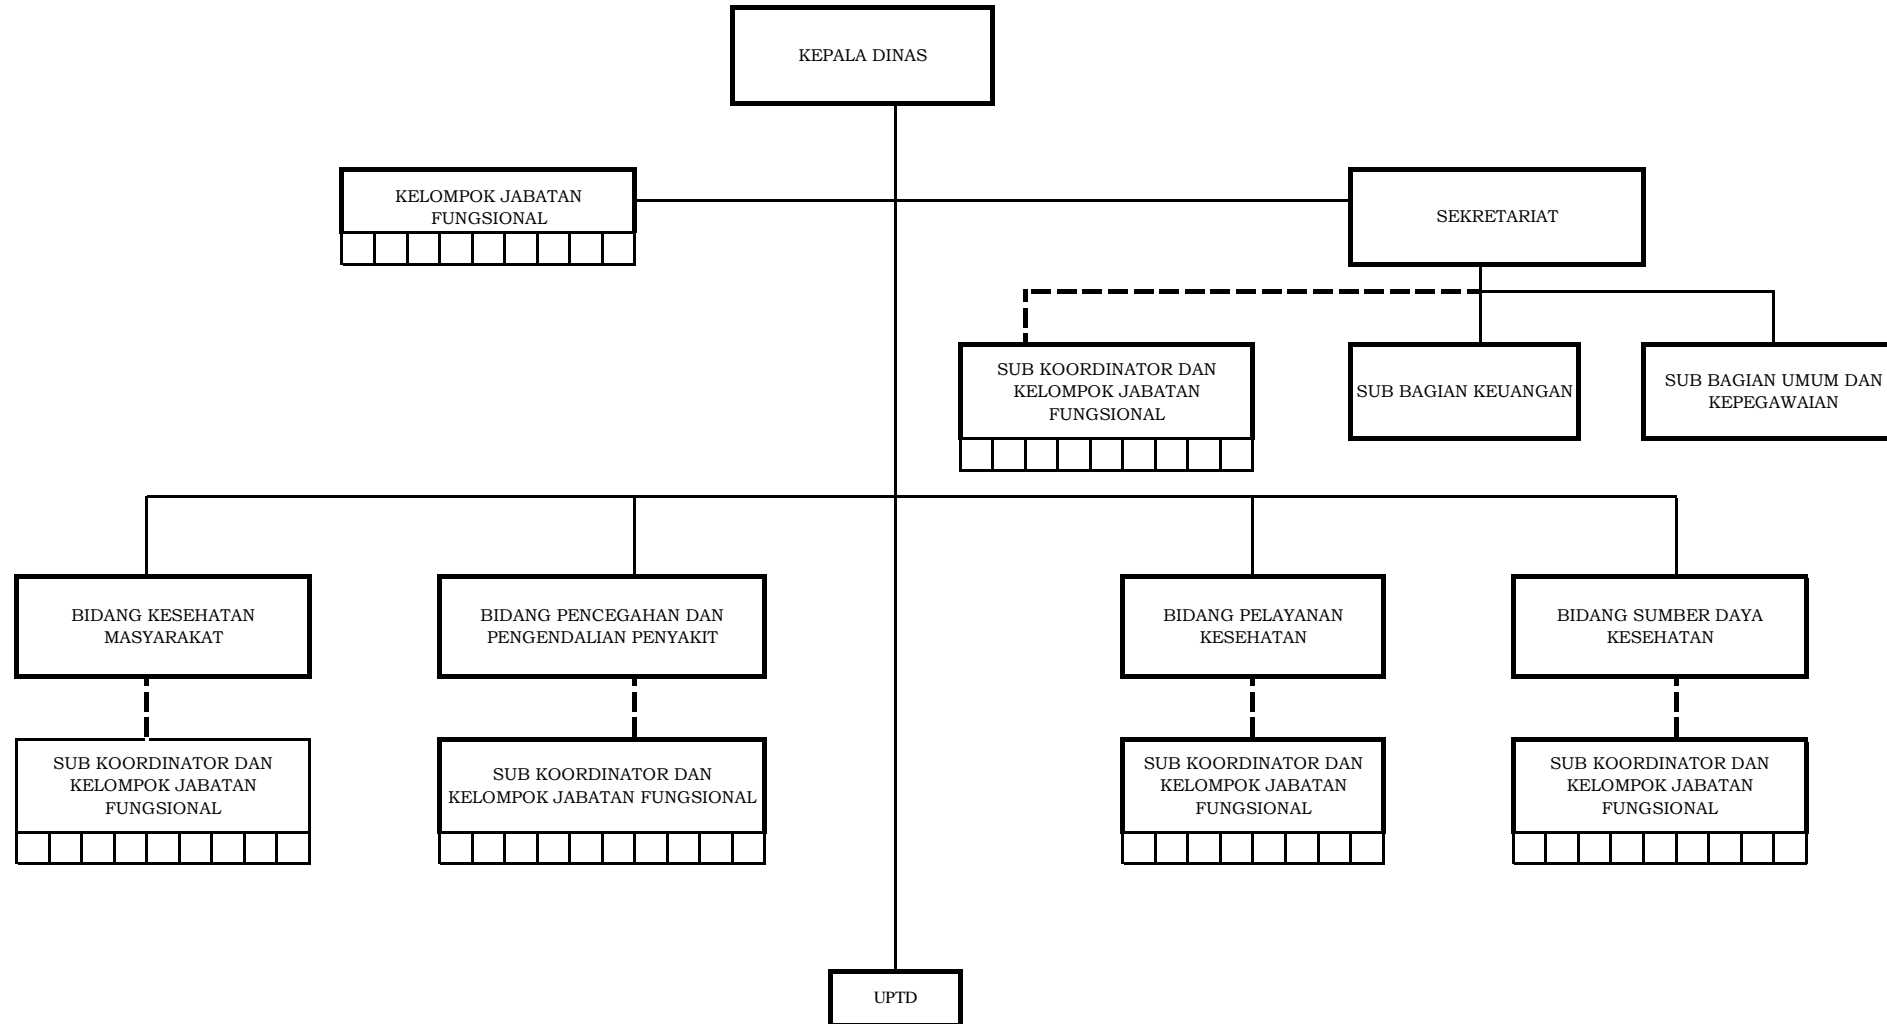 KEPALA DINAS
KELOMPOK JABATAN
FUNGSIONAL
SEKRETARIAT
SUB KOORDINATOR DAN
KELOMPOK JABATAN
FUNGSIONAL
SUB BAGIAN KEUANGAN
SUB BAGIAN UMUM DAN
KEPEGAWAIAN
BIDANG KESEHATAN
MASYARAKAT
BIDANG PENCEGAHAN DAN
PENGENDALIAN PENYAKIT
BIDANG PELAYANAN
KESEHATAN
BIDANG SUMBER DAYA
KESEHATAN
SUB KOORDINATOR DAN
KELOMPOK JABATAN
FUNGSIONAL
SUB KOORDINATOR DAN
KELOMPOK JABATAN FUNGSIONAL
SUB KOORDINATOR DAN
KELOMPOK JABATAN
FUNGSIONAL
SUB KOORDINATOR DAN
KELOMPOK JABATAN
FUNGSIONAL
UPTD